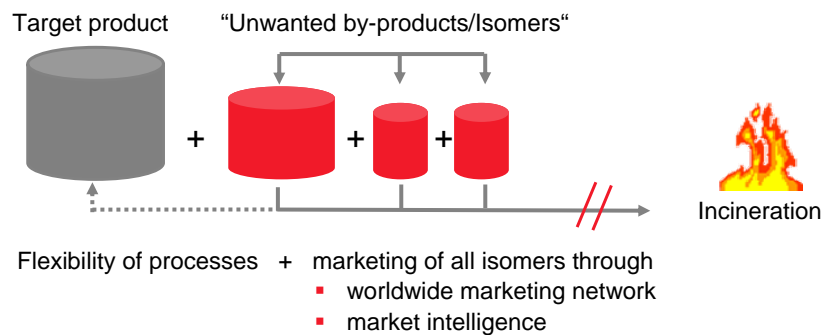 Target product
“Unwanted by-products/Isomers“
+ + +
Incineration
Flexibility of processes + marketing of all isomers through
▪ worldwide marketing network
▪ market intelligence